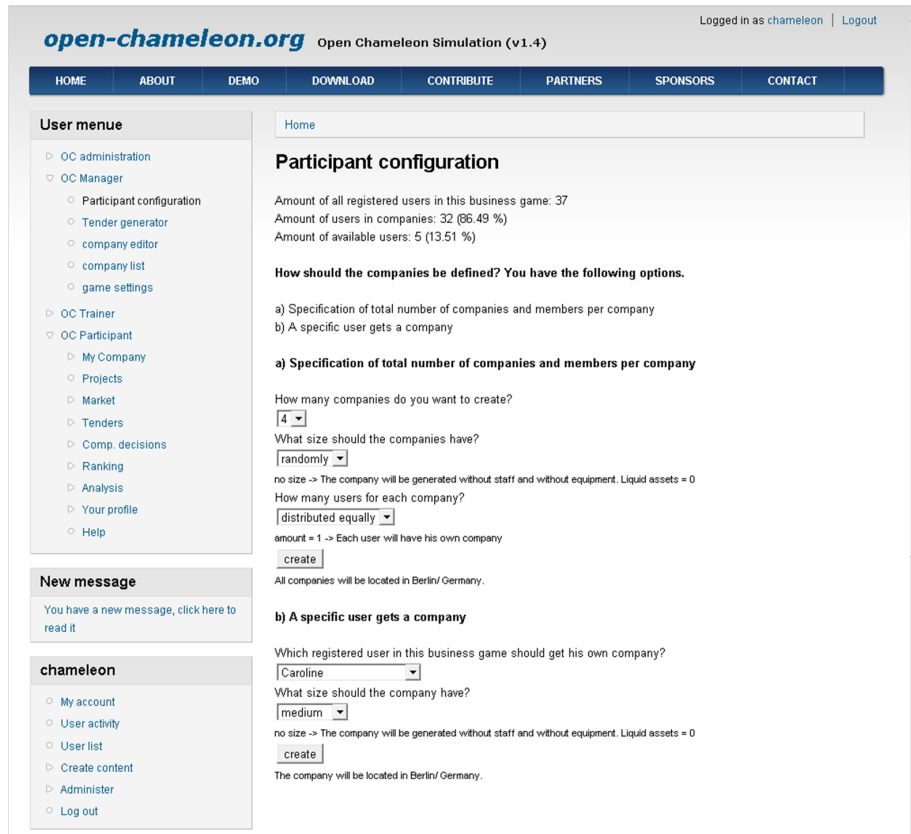 Logged in as chameleon | Logout
open-chameleon.org Open Chameleon Simulation (v1.4)
HOME ABOUT DEMO DOWNLOAD CONTRIBUTE PARTNERS SPONSORS CONTACT
User menue
OC administration
OC Manager
Participant configuration
Tender generator
company editor
company list
game settings
OC Trainer
OC Participant
My Company
Projects
Market
Tenders
Comp. decisions
Ranking
Analysis
Your profile
Help
New message
You have a new message, click here to
read it
chameleon
My account
User activity
User list
Create content
Administer
Log out
Home
Participant configuration
Amount of all registered users in this business game: 37
Amount of users in companies: 32 (86.49 %)
Amount of available users: 5 (13.51 %)
How should the companies be defined? You have the following options.
a) Specification of total number of companies and members per company
b) A specific user gets a company
a) Specification of total number of companies and members per company
How many companies do you want to create?
4
What size should the companies have?
randomly
no size -> The company will be generated without staff and without equipment. Liquid assets = 0
How many users for each company?
distributed equally
amount = 1 -> Each user will have his own company
create
All companies will be located in Berlin/ Germany.
b) A specific user gets a company
Which registered user in this business game should get his own company?
Caroline
What size should the company have?
medium
no size -> The company will be generated without staff and without equipment. Liquid assets = 0
create
The company will be located in Berlin/ Germany.